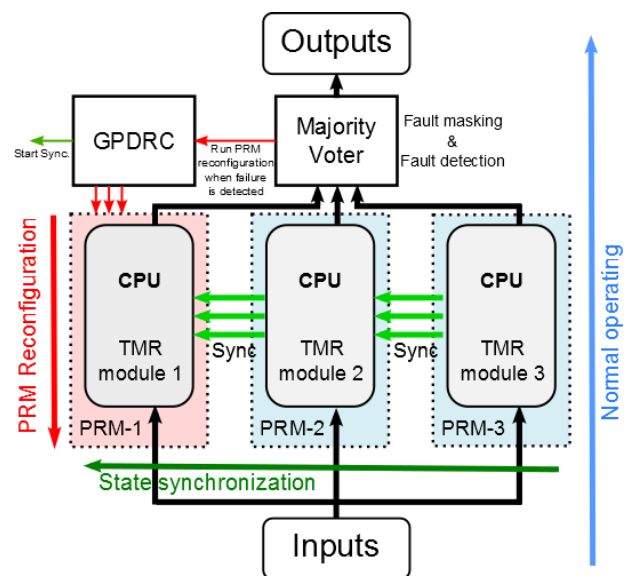 Outputs
GPDRC
Majority
Voter
Fault masking
&
Fault detection
Start Sync.
Run PRM
reconfiguration
when failure
is detected
PRM Reconfiguration
Normal operating
CPU
TMR
module 1
PRM-1
Sync
CPU
TMR
module 2
PRM-2
Sync
CPU
TMR
module 3
PRM-3
State synchronization
Inputs